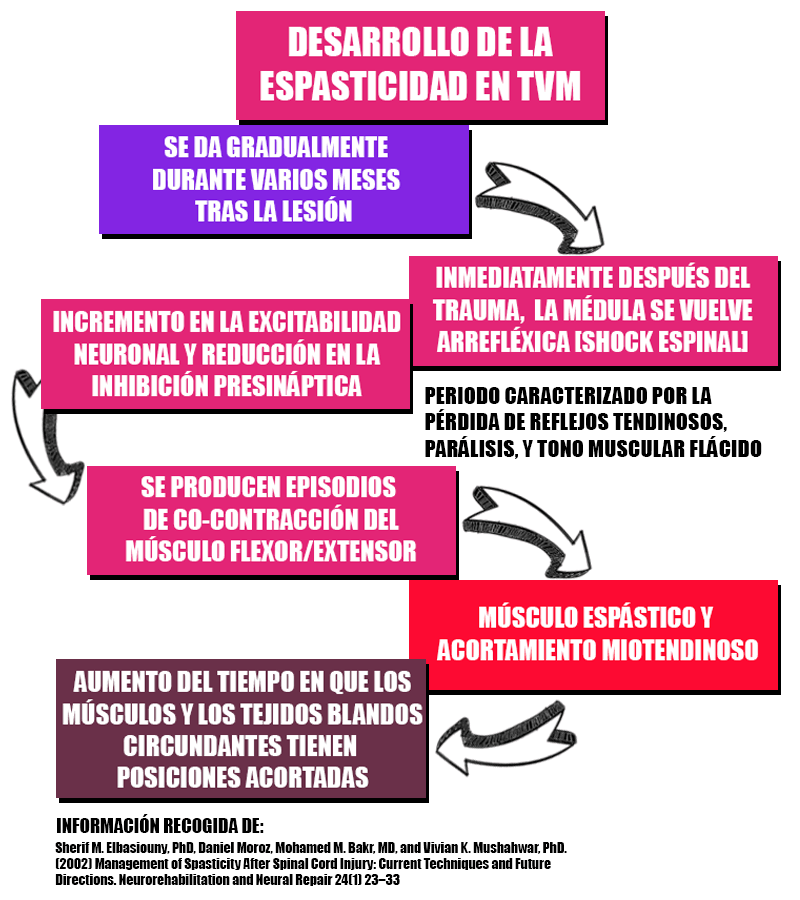 DESARROLLO DE LA
ESPASTICIDAD EN TVM
SE DA GRADUALMENTE
DURANTE VARIOS MESES
TRAS LA LESIÓN
INMEDIATAMENTE DESPUÉS DEL
TRAUMA, LA MÉDULA SE VUELVE
ARREFLÉXICA [SHOCK ESPINAL]
PERIODO CARACTERIZADO POR LA
PÉRDIDA DE REFLEJOS TENDINOSOS,
PARÁLISIS, Y TONO MUSCULAR FLÁCIDO
INCREMENTO EN LA EXCITABILIDAD
NEURONAL Y REDUCCIÓN EN LA
INHIBICIÓN PRESINÁPTICA
SE PRODUCEN EPISODIOS
DE CO-CONTRACCIÓN DEL
MÚSCULO FLEXOR/EXTENSOR
MÚSCULO ESPÁSTICO Y
ACORTAMIENTO MIOTENDINOSO
AUMENTO DEL TIEMPO EN QUE LOS
MÚSCULOS Y LOS TEJIDOS BLANDOS
CIRCUNDANTES TIENEN
POSICIONES ACORTADAS
INFORMACIÓN RECOGIDA DE:
Sherif M. Elbasiouny, PhD, Daniel Moroz, Mohamed M. Bakr, MD, and Vivian K. Mushahwar, PhD.
(2002) Management of Spasticity After Spinal Cord Injury: Current Techniques and Future
Directions. Neurorehabilitation and Neural Repair 24(1) 23–33